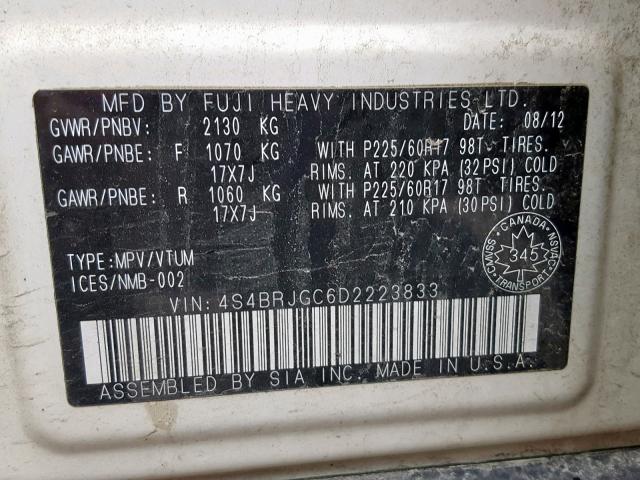 MFD BY FUJI HEAVY INDUSTRIES LTD.
GVWR/PNBV: 2130 KG DATE: 08/12
GAWR/PNBE: F 1070 KG WITH P225/60R17 98T TIRES.
17X7J RIMS. AT 220 KPA (32PSI) COLD
GAWR/PNBE: R 1060 KG WITH P225/60R17 98T TIRES.
17X7J RIMS. AT 210 KPA (30PSI) COLD
TYPE:MPV/VTUM
ICES/NMB-002
CANADA
CMVSS 345 NSVAC
TRANSPORT
VIN:4S4BRJGC6D2223833
ASSEMBLED BY SIA INC. MADE IN U.S.A.